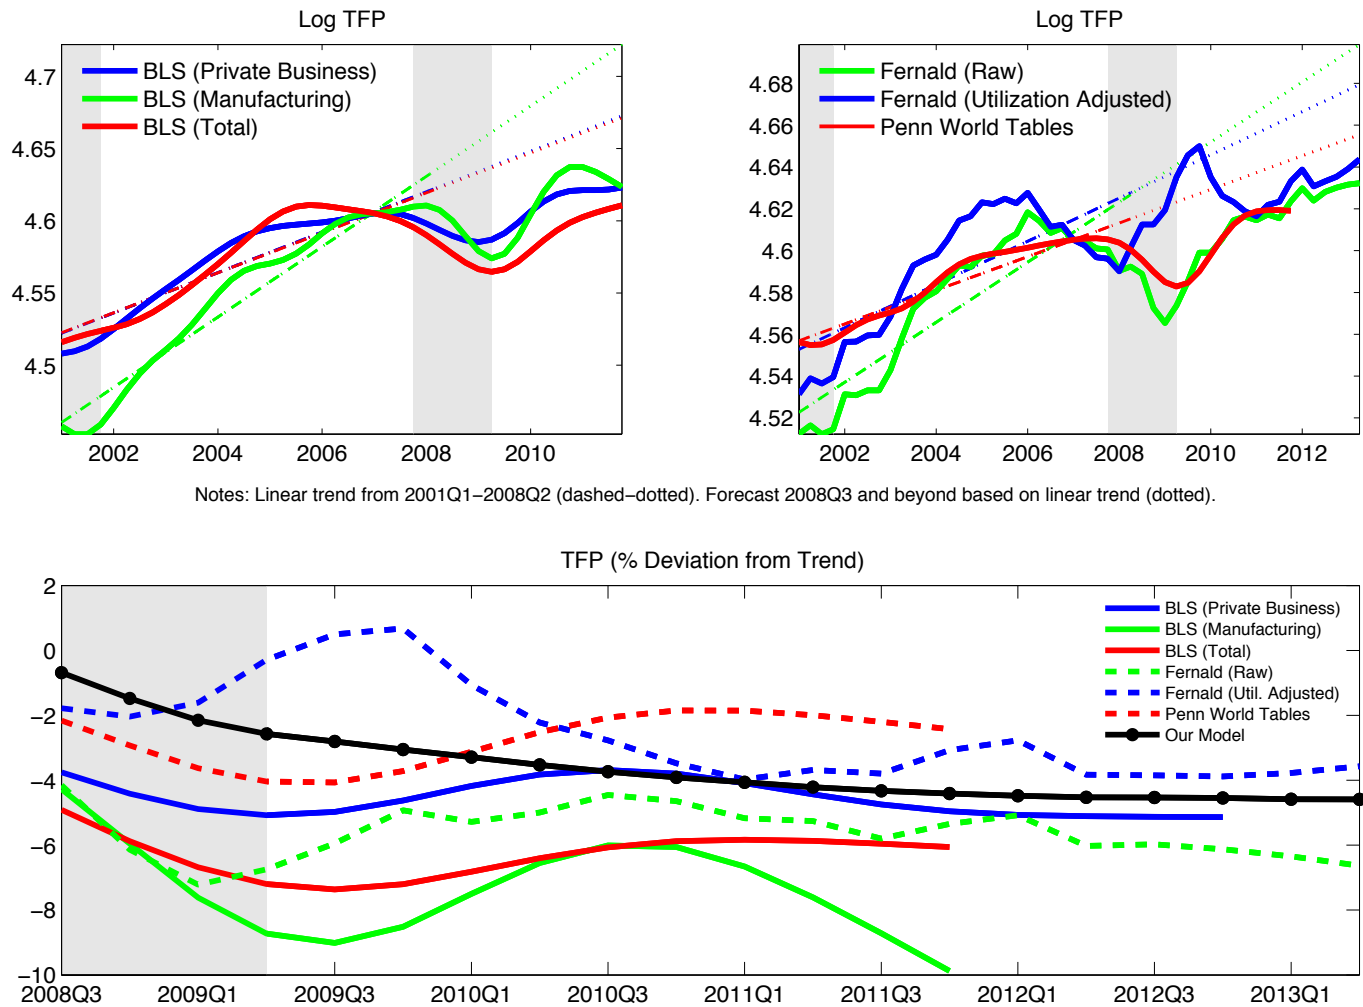 Log TFP
4.7
4.65
4.6
4.55
4.5
BLS (Private Business)
BLS (Manufacturing)
BLS (Total)
2002 2004 2006 2008 2010
Log TFP
4.68
4.66
4.64
4.62
4.6
4.58
4.56
4.54
4.52
Fernald (Raw)
Fernald (Utilization Adjusted)
Penn World Tables
2002 2004 2006 2008 2010 2012
Notes: Linear trend from 2001Q1−2008Q2 (dashed−dotted). Forecast 2008Q3 and beyond based on linear trend (dotted).
TFP (% Deviation from Trend)
2
0
−2
−4
−6
−8
−10
BLS (Private Business)
BLS (Manufacturing)
BLS (Total)
Fernald (Raw)
Fernald (Util. Adjusted)
Penn World Tables
Our Model
2008Q3 2009Q1 2009Q3 2010Q1 2010Q3 2011Q1 2011Q3 2012Q1 2012Q3 2013Q1